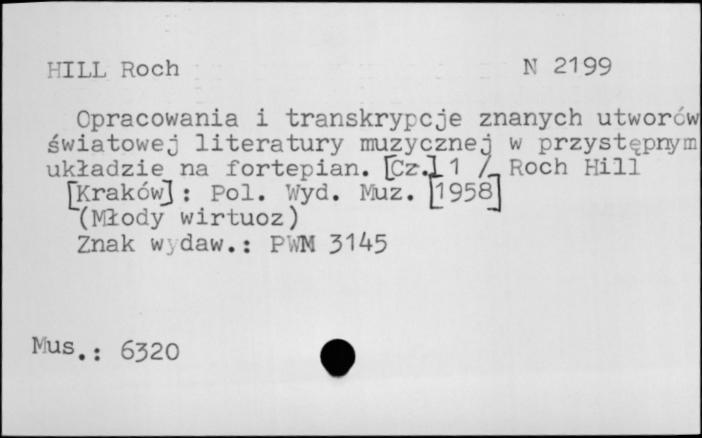 HILL Roch N 2199
Opracowania i transkrypcje znanych utworów
światowej literatury muzycznej w przystępnym
układzie na fortepian. [Cz.] 1 / Roch Hill
[Kraków] : Pol. Wyd. Muz. [1958]
(Młody wirtuoz)
Znak wydaw.: PWM 3145
Mus.: 6320